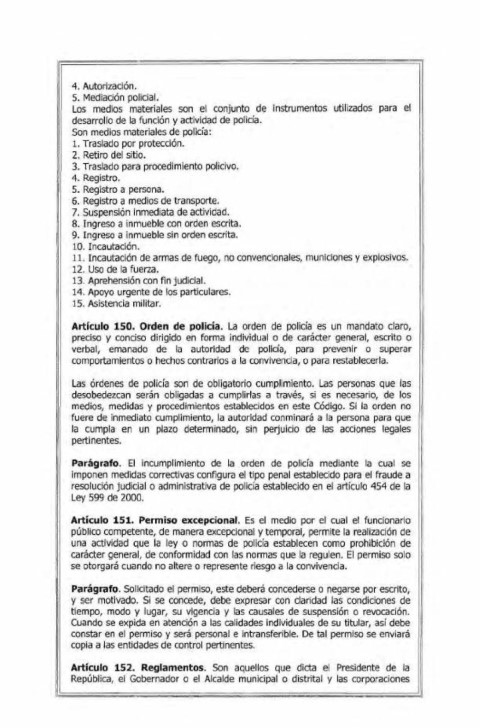 4. Autorización.
5. Mediación policial.
Los medios materiales son el conjunto de instrumentos utilizados para el
desarrollo de la función y actividad de policía.
Son medios materiales de policía:
1. Traslado por protección.
2. Retiro del sitio.
3. Traslado para procedimiento policivo.
4. Registro.
5. Registro a persona.
6. Registro a medios de transporte.
7. Suspensión inmediata de actividad.
8. Ingreso a inmueble con orden escrita.
9. Ingreso a inmueble sin orden escrita.
10. Incautación.
11. Incautación de armas de fuego, no convencionales, municiones y explosivos.
12. Uso de la fuerza.
13. Aprehensión con fin judicial.
14. Apoyo urgente de los particulares.
15. Asistencia militar.
Artículo 150. Orden de policía. La orden de policía es un mandato claro,
preciso y conciso dirigido en forma individual o de carácter general, escrito o
verbal, emanado de la autoridad de policía, para prevenir o superar
comportamientos o hechos contrarios a la convivencia, o para restablecerla.
Las órdenes de policía son de obligatorio cumplimiento. Las personas que las
desobedezcan serán obligadas a cumplirlas a través, si es necesario, de los
medios, medidas y procedimientos establecidos en este Código. Si la orden no
fuere de inmediato cumplimiento, la autoridad conminará a la persona para que
la cumpla en un plazo determinado, sin perjuicio de las acciones legales
pertinentes.
Parágrafo. El incumplimiento de la orden de policía mediante la cual se
imponen medidas correctivas configura el tipo penal establecido para el fraude a
resolución judicial o administrativa de policía establecido en el artículo 454 de la
Ley 599 de 2000.
Artículo 151. Permiso excepcional. Es el medio por el cual el funcionario
público competente, de manera excepcional y temporal, permite la realización de
una actividad que la ley o normas de policía establecen como prohibición de
carácter general, de conformidad con las normas que la regulen. El permiso solo
se otorgará cuando no altere o represente riesgo a la convivencia.
Parágrafo. Solicitado el permiso, este deberá concederse o negarse por escrito,
y ser motivado. Si se concede, debe expresar con claridad las condiciones de
tiempo, modo y lugar, su vigencia y las causales de suspensión o revocación.
Cuando se expida en atención a las calidades individuales de su titular, así debe
constar en el permiso y será personal e intransferible. De tal permiso se enviará
copia a las entidades de control pertinentes.
Artículo 152. Reglamentos. Son aquellos que dicta el Presidente de la
República, el Gobernador o el Alcalde municipal o distrital y las corporaciones